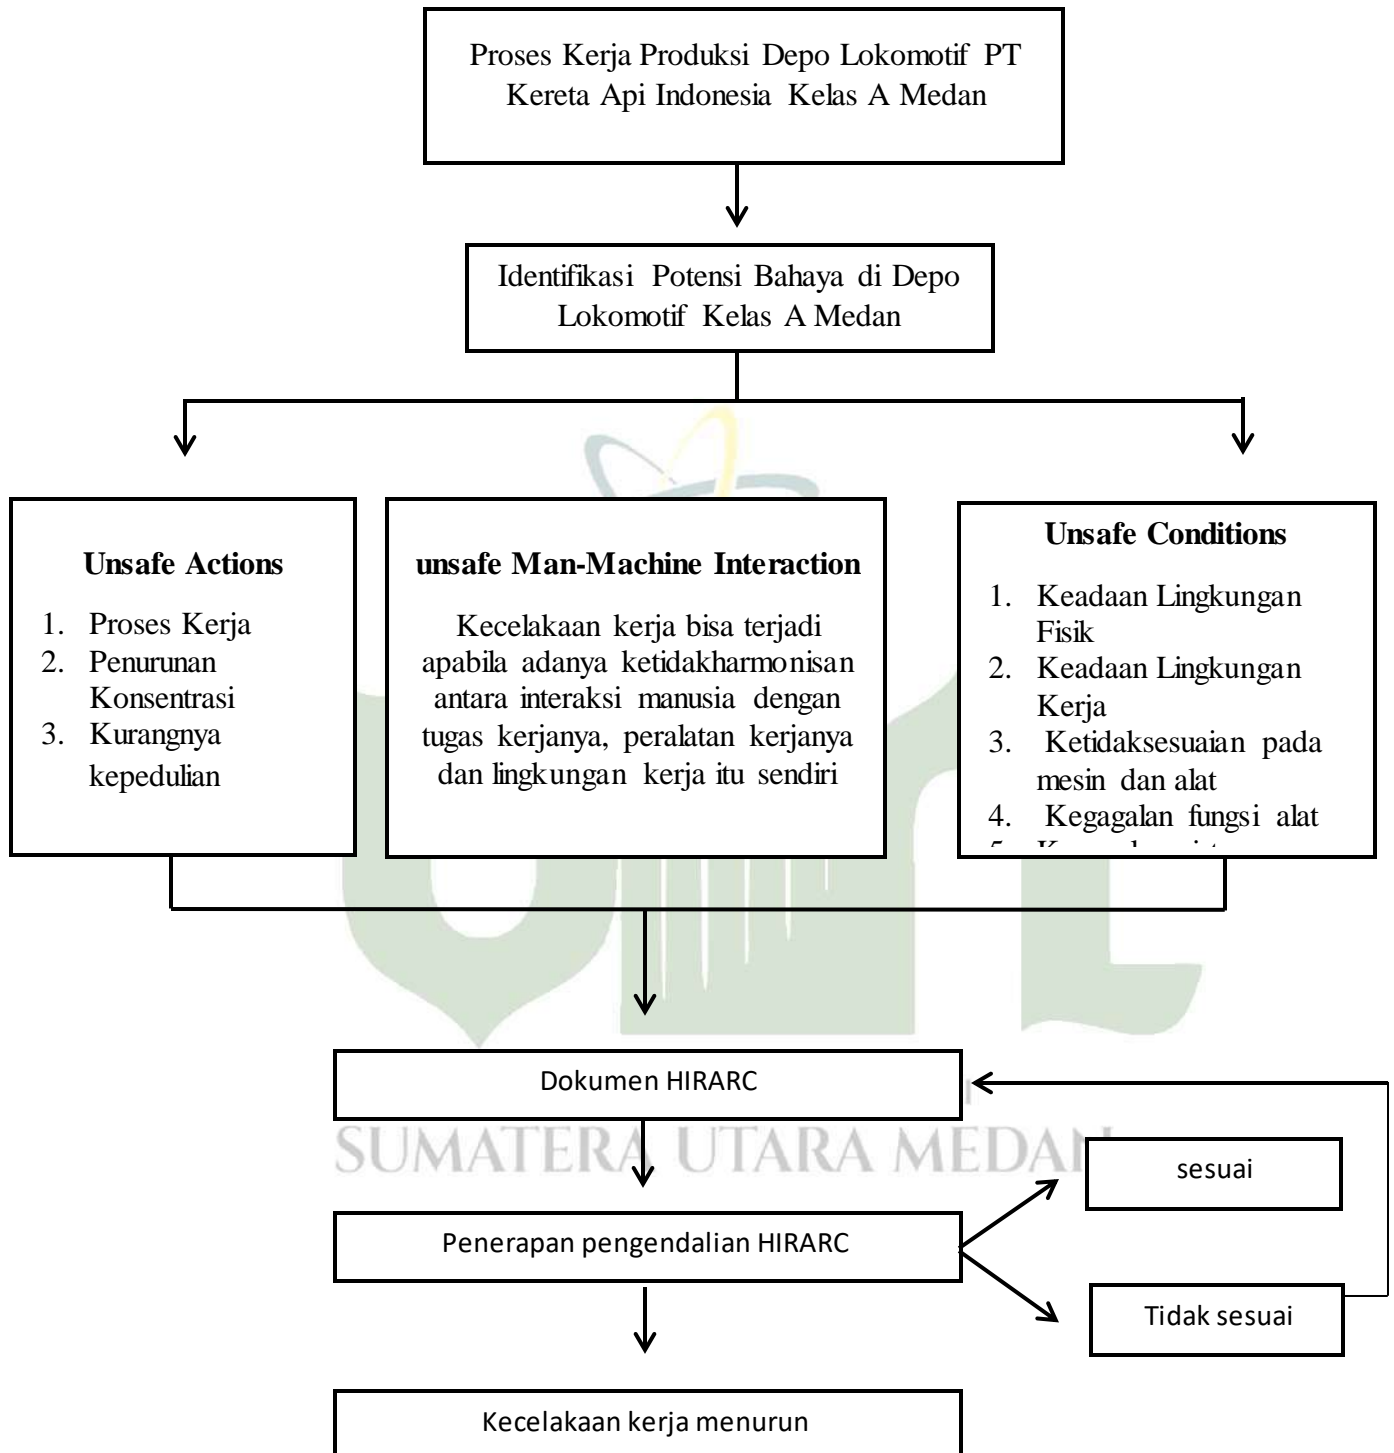 Proses Kerja Produksi Depo Lokomotif PT
Kereta Api Indonesia Kelas A Medan
Identifikasi Potensi Bahaya di Depo
Lokomotif Kelas A Medan
Unsafe Actions
1. Proses Kerja
2. Penurunan
Konsentrasi
3. Kurangnya
kepedulian
unsafe Man-Machine Interaction
Kecelakaan kerja bisa terjadi
apabila adanya ketidakharmonisan
antara interaksi manusia dengan
tugas kerjanya, peralatan kerjanya
dan lingkungan kerja itu sendiri
Unsafe Conditions
1. Keadaan Lingkungan
Fisik
2. Keadaan Lingkungan
Kerja
3. Ketidaksesuaian pada
mesin dan alat
4. Kegagalan fungsi alat
5.
Dokumen HIRARC
SUMATERA UTARA MEDAN
sesuai
Penerapan pengendalian HIRARC
Tidak sesuai
Kecelakaan kerja menurun